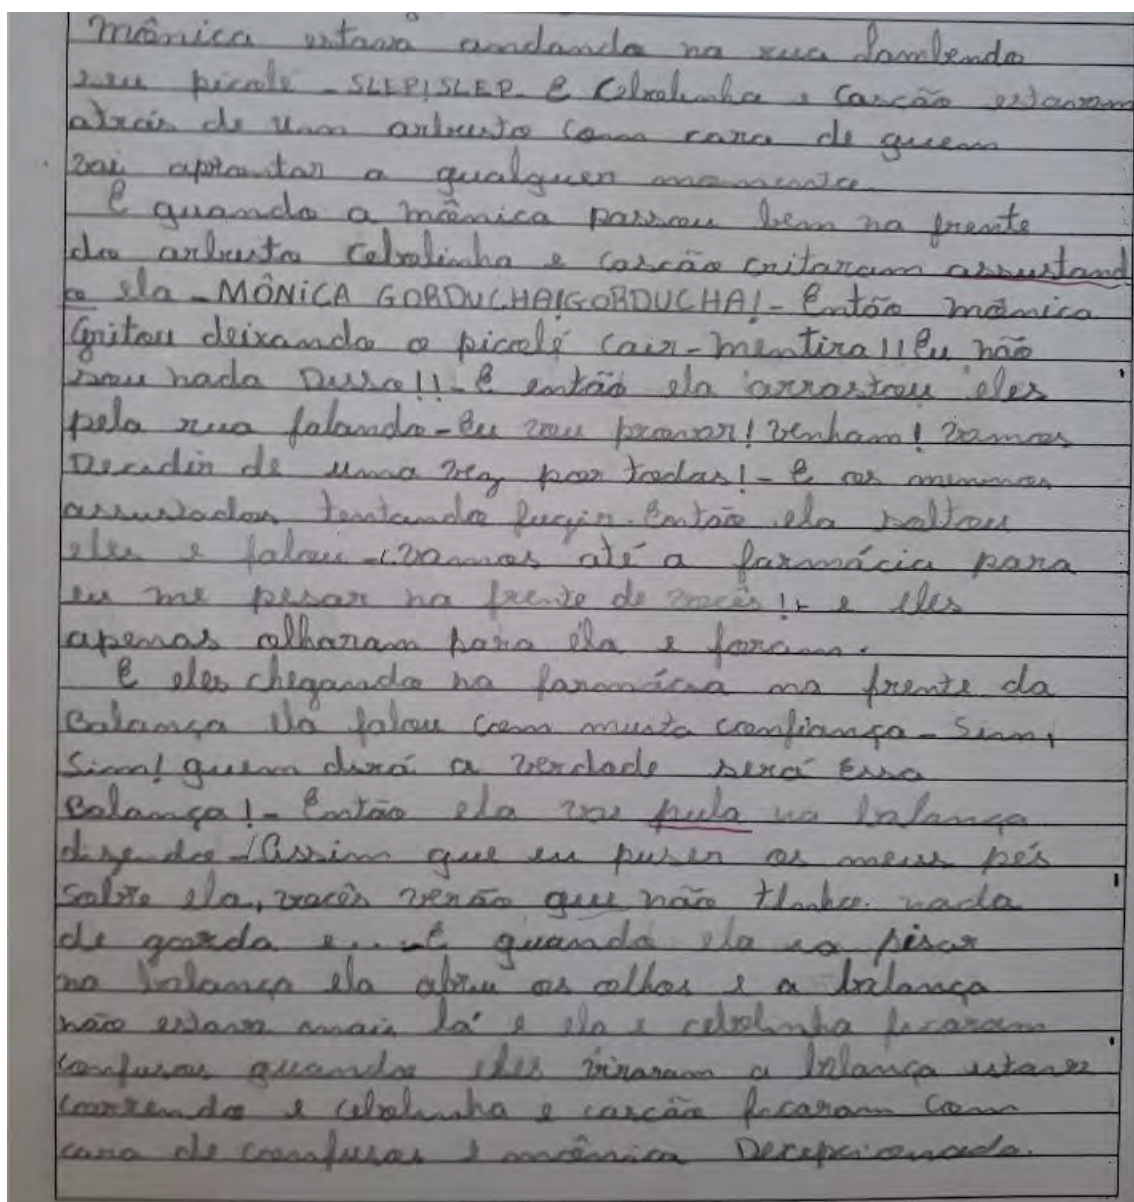 Mônica estava andando na rua lambendo
seu picolé - SLEP!SLEP. E Cebolinha e Cascão estavam
atrás de um arbusto com cara de quem
vai aprontar a qualquer momento.
E quando a mônica passou bem na frente
do arbusto Cebolinha e cascão critaram assustand
o ela - MÔNICA GORDUCHA!GORDUCHA! - Então mônica
Gritou deixando o picolé cair - mentira!! Eu não
sou nada Disso!! - E então ela arrastou eles
pela rua falando - Eu vou provar! Venham! Vamos
Decidir de uma vez por todas! - E os meninos
assustados tentando fugir. Então ela soltou
eles e falou - Vamos até a farmácia para
eu me pesar na frente de vocês! - e eles
apenas olharam para ela e foram.
E eles chegando na farmácia na frente da
Balança Ela falou com muita confiança - Sim,
Sim! quem dirá a verdade será Essa
Balança! - Então ela vai pula na balança
dizendo - Assim que eu puser os meus pés
sobre ela, vocês verão que não tenho nada
de gorda e... - E quando ela ia pisar
na balança ela abriu os olhos e a balança
não estava mais lá e ela e cebolinha ficaram
confusos quando eles viraram a balança estava
correndo e cebolinha e cascão ficaram com
cara de confusos e mônica Decepcionada.